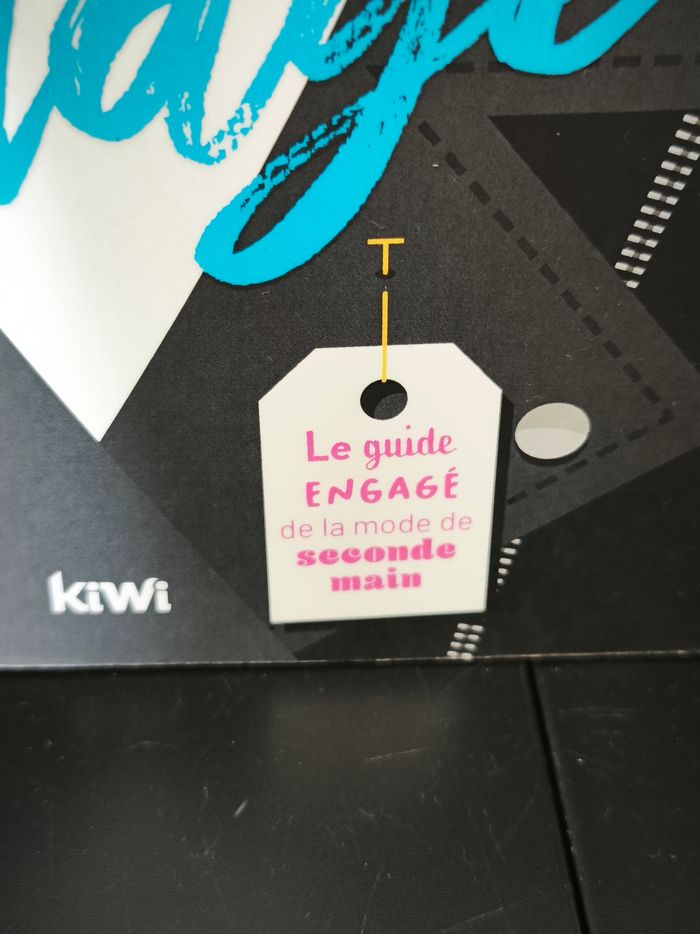 Le guide
ENGAGÉ
de la mode de
seconde
main
kiwi